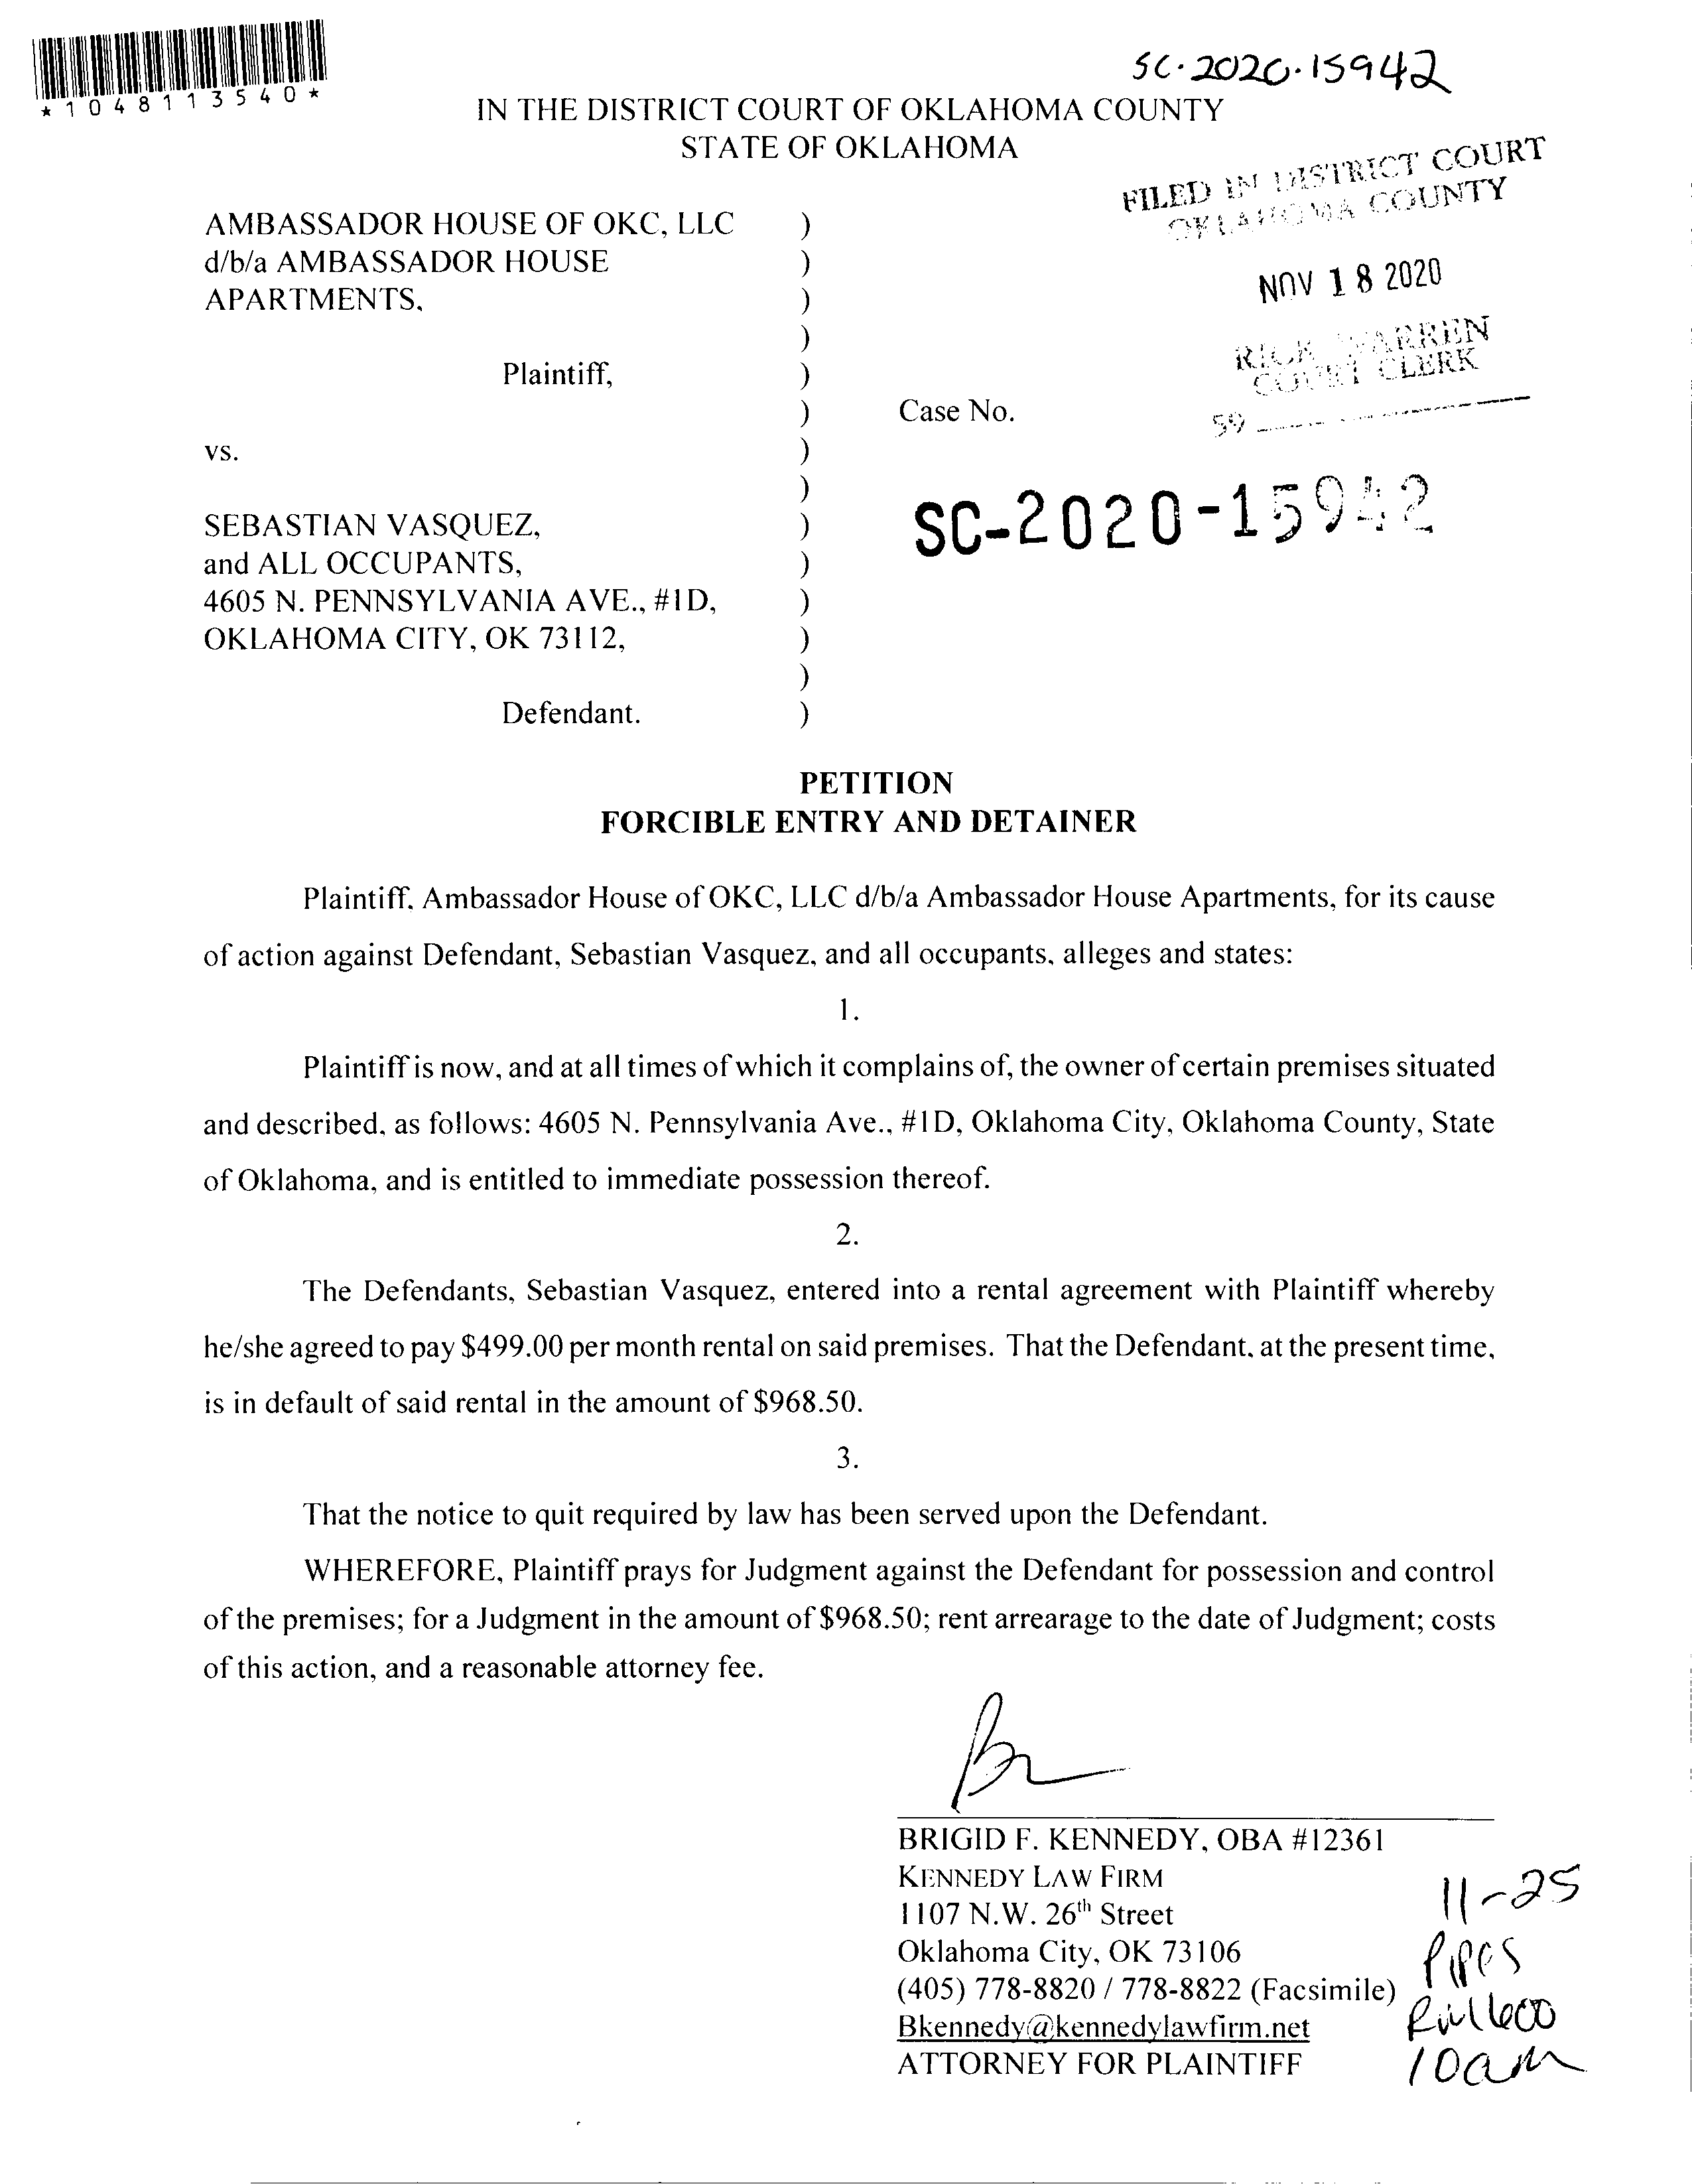 *1048113540*
SC-2020-15942
IN THE DISTRICT COURT OF OKLAHOMA COUNTY
STATE OF OKLAHOMA
FILED IN DISTRICT COURT
OKLAHOMA COUNTY
NOV 18 2020
RICK WARREN
COURT CLERK
59
AMBASSADOR HOUSE OF OKC, LLC )
d/b/a AMBASSADOR HOUSE )
APARTMENTS, )
)
Plaintiff, )
) Case No.
vs. )
) SC-2020-15942
SEBASTIAN VASQUEZ, )
and ALL OCCUPANTS, )
4605 N. PENNSYLVANIA AVE., #1D, )
OKLAHOMA CITY, OK 73112, )
)
Defendant. )
PETITION
FORCIBLE ENTRY AND DETAINER
Plaintiff, Ambassador House of OKC, LLC d/b/a Ambassador House Apartments, for its cause
of action against Defendant, Sebastian Vasquez, and all occupants, alleges and states:
1.
Plaintiff is now, and at all times of which it complains of, the owner of certain premises situated
and described, as follows: 4605 N. Pennsylvania Ave., #1D, Oklahoma City, Oklahoma County, State
of Oklahoma, and is entitled to immediate possession thereof.
2.
The Defendants, Sebastian Vasquez, entered into a rental agreement with Plaintiff whereby
he/she agreed to pay $499.00 per month rental on said premises. That the Defendant, at the present time,
is in default of said rental in the amount of $968.50.
3.
That the notice to quit required by law has been served upon the Defendant.
WHEREFORE, Plaintiff prays for Judgment against the Defendant for possession and control
of the premises; for a Judgment in the amount of $968.50; rent arrearage to the date of Judgment; costs
of this action, and a reasonable attorney fee.
BRIGID F. KENNEDY, OBA #12361
KENNEDY LAW FIRM
1107 N.W. 26th Street
Oklahoma City, OK 73106
(405) 778-8820 / 778-8822 (Facsimile)
Bkennedy@kennedylawfirm.net
ATTORNEY FOR PLAINTIFF
11-25
Pipes
10am